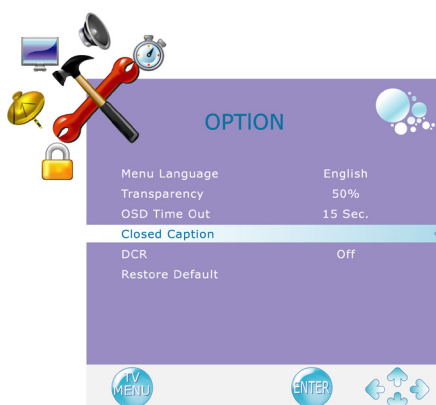 OPTION
Menu Language English
Transparency 50%
OSD Time Out 15 Sec.
Closed Caption
DCR Off
Restore Default
TV
MENU
ENTER